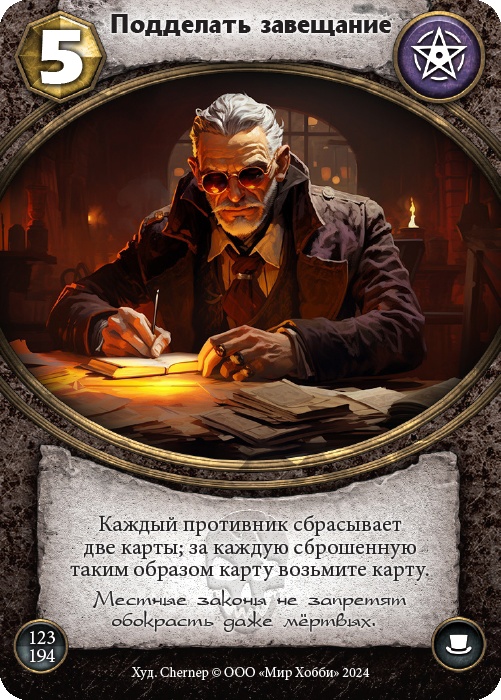 5
Подделать завещание
Каждый противник сбрасывает
две карты; за каждую сброшенную
таким образом карту возьмите карту.
Местные законы не запретят
обокрасть даже мёртвых.
123
194
Худ. Chernep © ООО «Мир Хобби» 2024